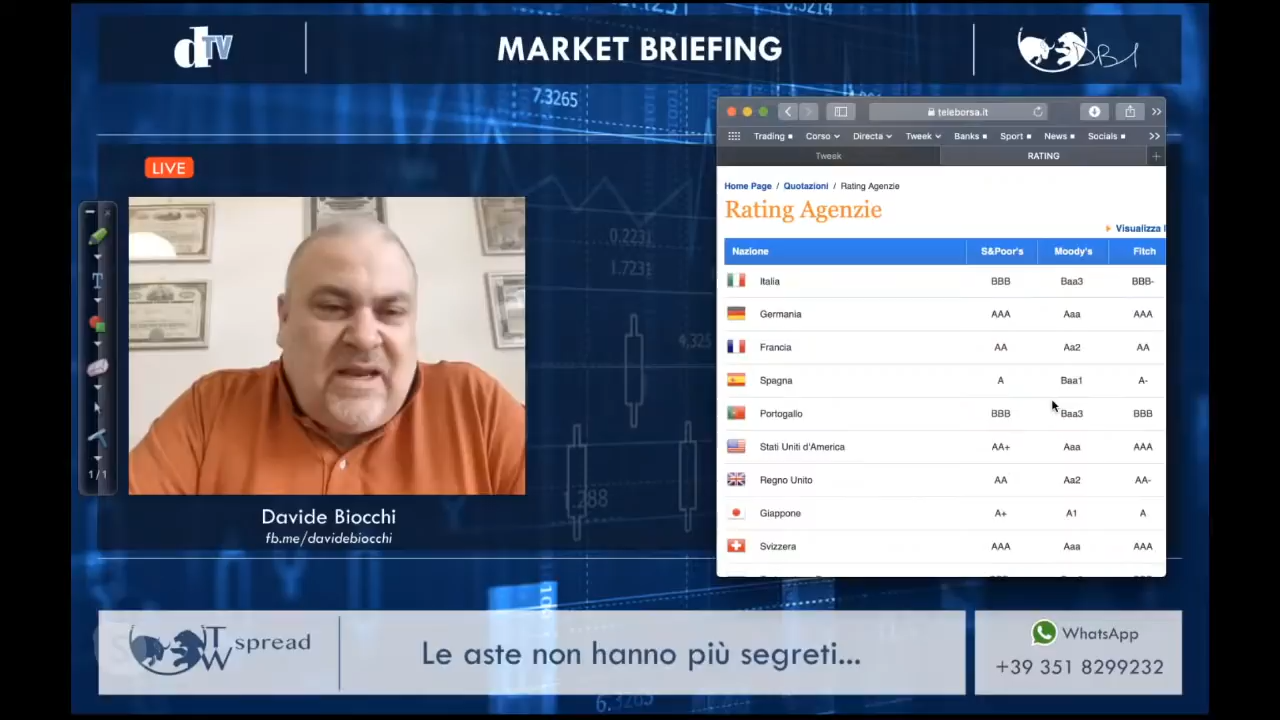 dTV
MARKET BRIEFING
7.3265
LIVE
teleborsa.it
Trading Corso Directa Tweek Banks Sport News Socials
Tweek RATING
Home Page / Quotazioni / Rating Agenzie
Rating Agenzie
Visualizza
Nazione S&Poor's Moody's Fitch
Italia BBB Baa3 BBB-
Germania AAA Aaa AAA
Francia AA Aa2 AA
Spagna A Baa1 A-
Portogallo BBB Baa3 BBB
Stati Uniti d'America AA+ Aaa AAA
Regno Unito AA Aa2 AA-
Giappone A+ A1 A
Svizzera AAA Aaa AAA
T
1/1
Davide Biocchi
fb.me/davidebiocchi
TW spread
Le aste non hanno più segreti...
WhatsApp
+39 351 8299232